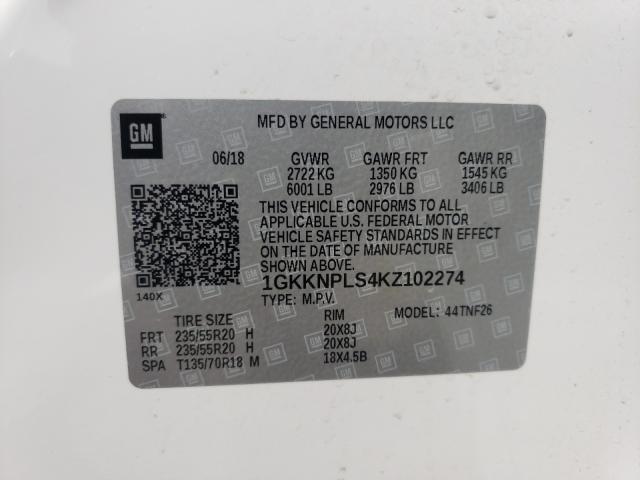 GM
MFD BY GENERAL MOTORS LLC
06/18 GVWR GAWR FRT GAWR RR
2722 KG 1350 KG 1545 KG
6001 LB 2976 LB 3406 LB
THIS VEHICLE CONFORMS TO ALL
APPLICABLE U.S. FEDERAL MOTOR
VEHICLE SAFETY STANDARDS IN EFFECT
ON THE DATE OF MANUFACTURE
SHOWN ABOVE.
140X 1GKKNPLS4KZ102274
TYPE: M.P.V.
TIRE SIZE RIM MODEL: 44TNF26
FRT 235/55R20 H 20X8J
RR 235/55R20 H 20X8J
SPA T135/70R18 M 18X4.5B